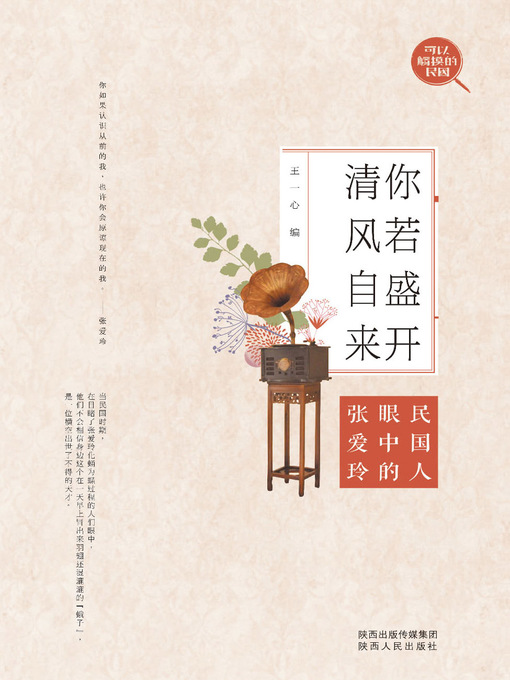 可以
触摸的
民国
你若盛开
清风自来
王一心 编
民国人
眼中的
张爱玲
你如果认识从前的我，也许你会原谅现在的我。
——张爱玲
当民国时期，
在目睹了张爱玲化蛹为蝶过程的人们眼中，
他们不会相信身边这个在一天早上冒出来羽翅还湿漉漉的“蛾子”，
是一位横空出世了不得的天才。
陕西出版传媒集团
陕西人民出版社